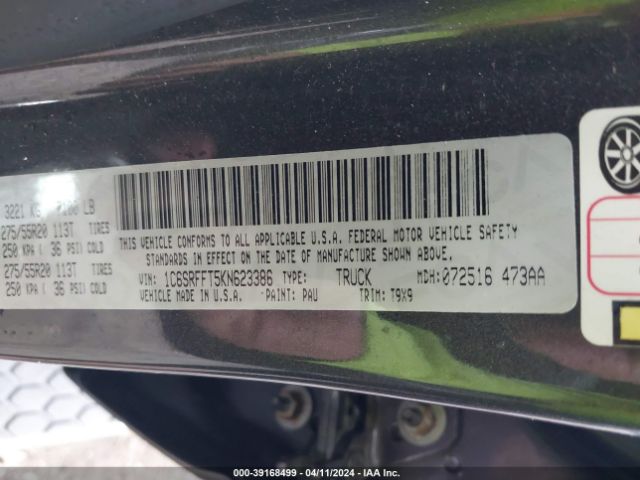 3221 KG LB
275/55R20 113T TIRES
250 KPA ( 36 PSI) COLD
275/55R20 113T TIRES
250 KPA ( 36 PSI) COLD
THIS VEHICLE CONFORMS TO ALL APPLICABLE U.S.A. FEDERAL MOTOR VEHICLE SAFETY
STANDARDS IN EFFECT ON THE DATE OF MANUFACTURE SHOWN ABOVE.
VIN: 1C6SRFFT5KN623386 TYPE: TRUCK MDH: 072516 473AA
VEHICLE MADE IN U.S.A. PAINT: PAU TRIM: T9X9
000-39168499 - 04/11/2024 - IAA Inc.